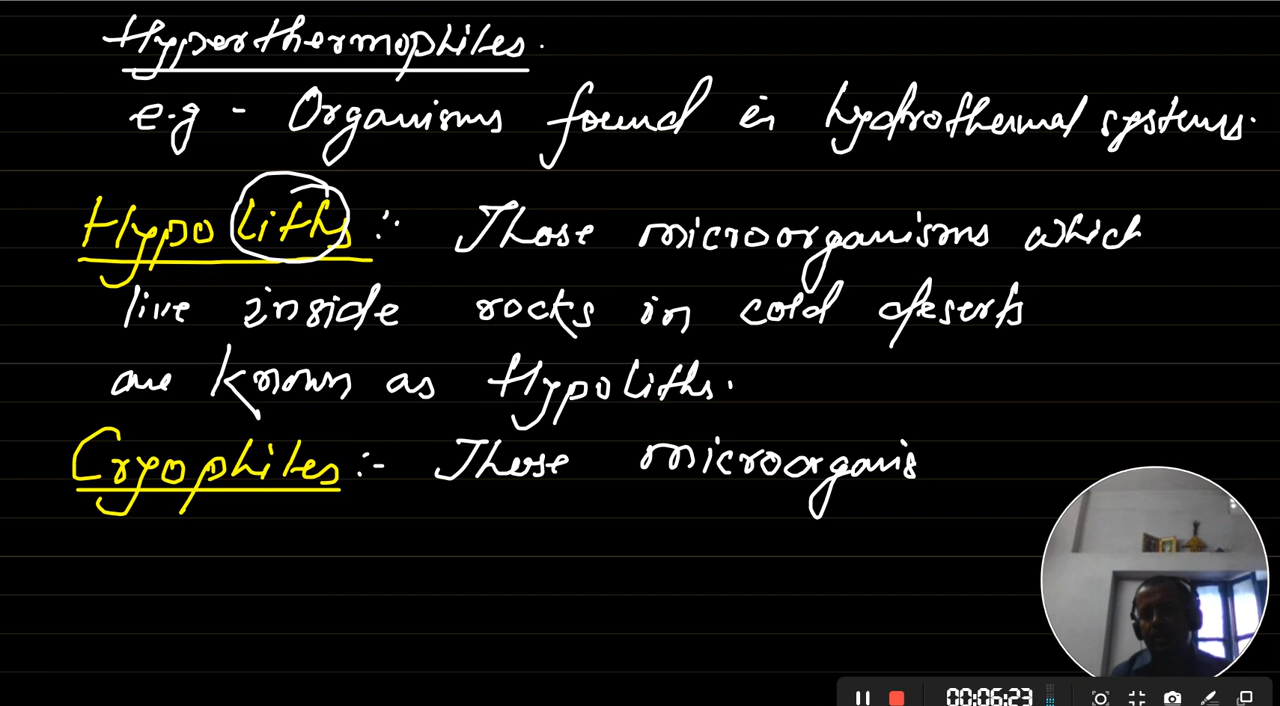 Hyperthermophiles.
e.g - Organisms found in hydrothermal systems.
Hypoliths :- Those microorganisms which
live inside rocks in cold deserts
are known as Hypoliths.
Cryophiles :- Those microorganis
00:06:23